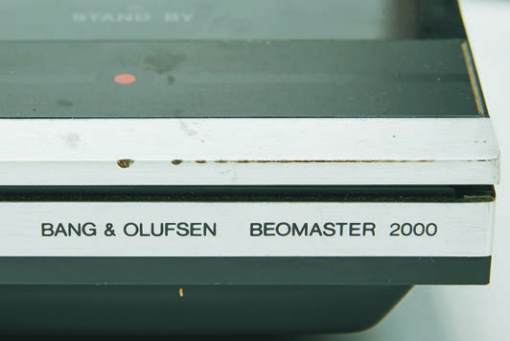 STAND BY
BANG & OLUFSEN BEOMASTER 2000